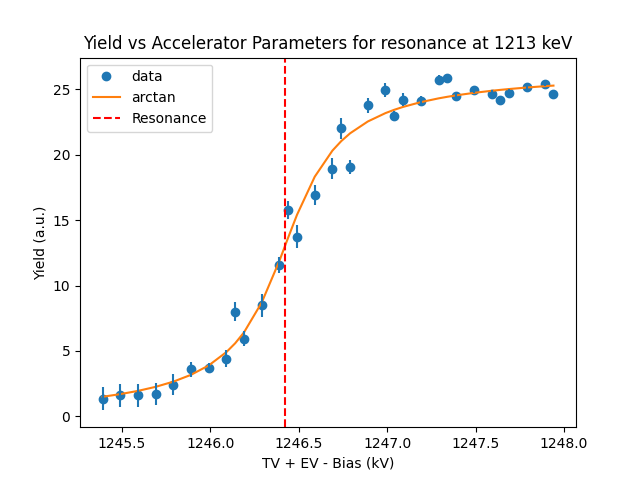 Yield vs Accelerator Parameters for resonance at 1213 keV
data
arctan
Resonance
25
20
15
10
5
0
Yield (a.u.)
1245.5 1246.0 1246.5 1247.0 1247.5 1248.0
TV + EV - Bias (kV)